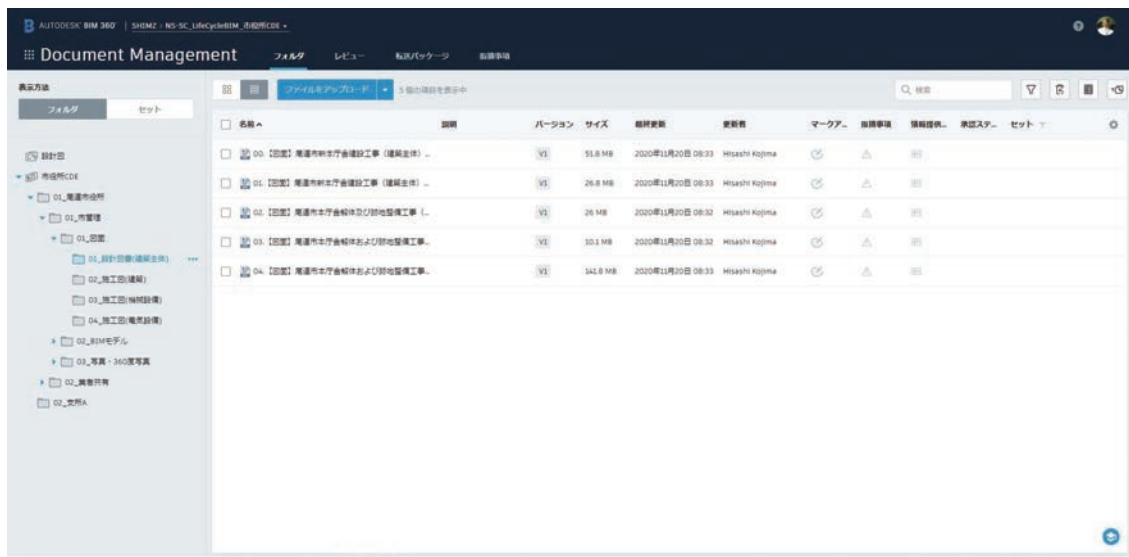 AUTODESK BIM 360 | SHIMZ > NS-SC_LifeCycleBIM_市役所CDE
Document Management フォルダ レビュー 転送パッケージ 指摘事項
表示方法
フォルダ セット
ファイルをアップロード 5 個の項目を表示中 検索
名前 説明 バージョン サイズ 最終更新 更新者 マークア... 指摘事項 情報提供... 承認ステ... セット
設計図
市役所CDE
01_尾道市役所
01_市管理
01_図面
01_設計図書(建築主体) •••
02_施工図(建築)
03_施工図(機械設備)
04_施工図(電気設備)
02_BIMモデル
03_写真・360度写真
02_業者共有
02_支所A
00.【図面】尾道市新本庁舎建設工事（建築主体）... V1 51.8 MB 2020年11月20日 08:33 Hisashi Kojima
01.【図面】尾道市新本庁舎建設工事（建築主体）... V1 26.8 MB 2020年11月20日 08:33 Hisashi Kojima
02.【図面】尾道市本庁舎解体及び跡地整備工事（... V1 26 MB 2020年11月20日 08:32 Hisashi Kojima
03.【図面】尾道市本庁舎解体および跡地整備工事... V1 10.1 MB 2020年11月20日 08:32 Hisashi Kojima
04.【図面】尾道市本庁舎解体および跡地整備工事... V1 141.8 MB 2020年11月20日 08:33 Hisashi Kojima